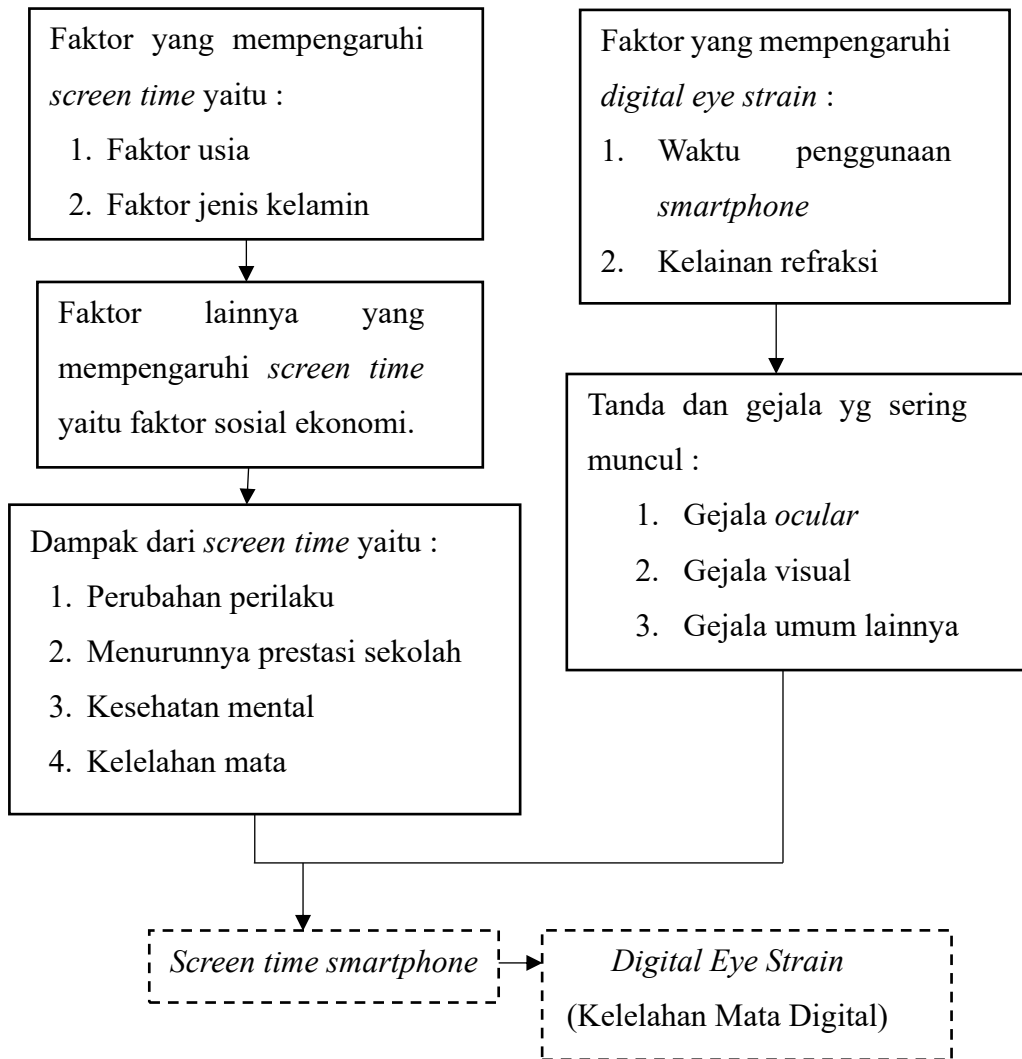 Faktor yang mempengaruhi
screen time yaitu :
1. Faktor usia
2. Faktor jenis kelamin
Faktor lainnya yang
mempengaruhi screen time
yaitu faktor sosial ekonomi.
Dampak dari screen time yaitu :
1. Perubahan perilaku
2. Menurunnya prestasi sekolah
3. Kesehatan mental
4. Kelelahan mata
Faktor yang mempengaruhi
digital eye strain :
1. Waktu penggunaan
smartphone
2. Kelainan refraksi
Tanda dan gejala yg sering
muncul :
1. Gejala ocular
2. Gejala visual
3. Gejala umum lainnya
Screen time smartphone
Digital Eye Strain
(Kelelahan Mata Digital)